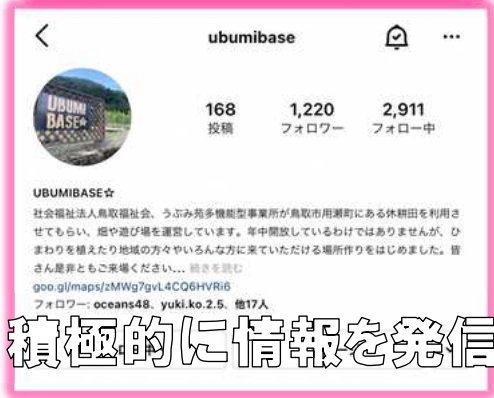 ubumibase
UBUMI
BASE
168
1,220
2,911
投稿
フォロワー
フォロー中
UBUMIBASE☆
社会福祉法人鳥取福祉会、うぶみ苑多機能型事業所が鳥取市用瀬町にある休耕田を利用さ
せてもらい、畑や遊び場を運営しています。年中開放しているわけではありませんが、ひ
まわりを植えたり地域の方々やいろんな方に来ていただける場所作りをはじめました。皆
さん是非ともご来場ください... 続きを読む
goo.gl/maps/zMWg7gvL4CQ6HVRi6
フォロワー: oceans48、yuki.ko.2.5、他17人
積極的に情報を発信